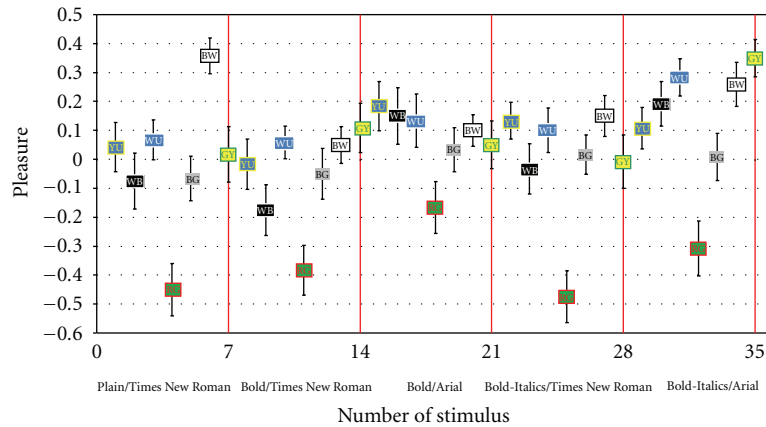 0.5
0.4
0.3
0.2
0.1
0
−0.1
−0.2
−0.3
−0.4
−0.5
−0.6
Pleasure
YU
WB
WU
BG
BW
GY
YU
WB
WU
BG
BW
GY
YU
WB
WU
BG
BW
GY
YU
WB
WU
BG
BW
GY
YU
WB
WU
BG
BW
GY
0 7 14 21 28 35
Plain/Times New Roman Bold/Times New Roman Bold/Arial Bold-Italics/Times New Roman Bold-Italics/Arial
Number of stimulus